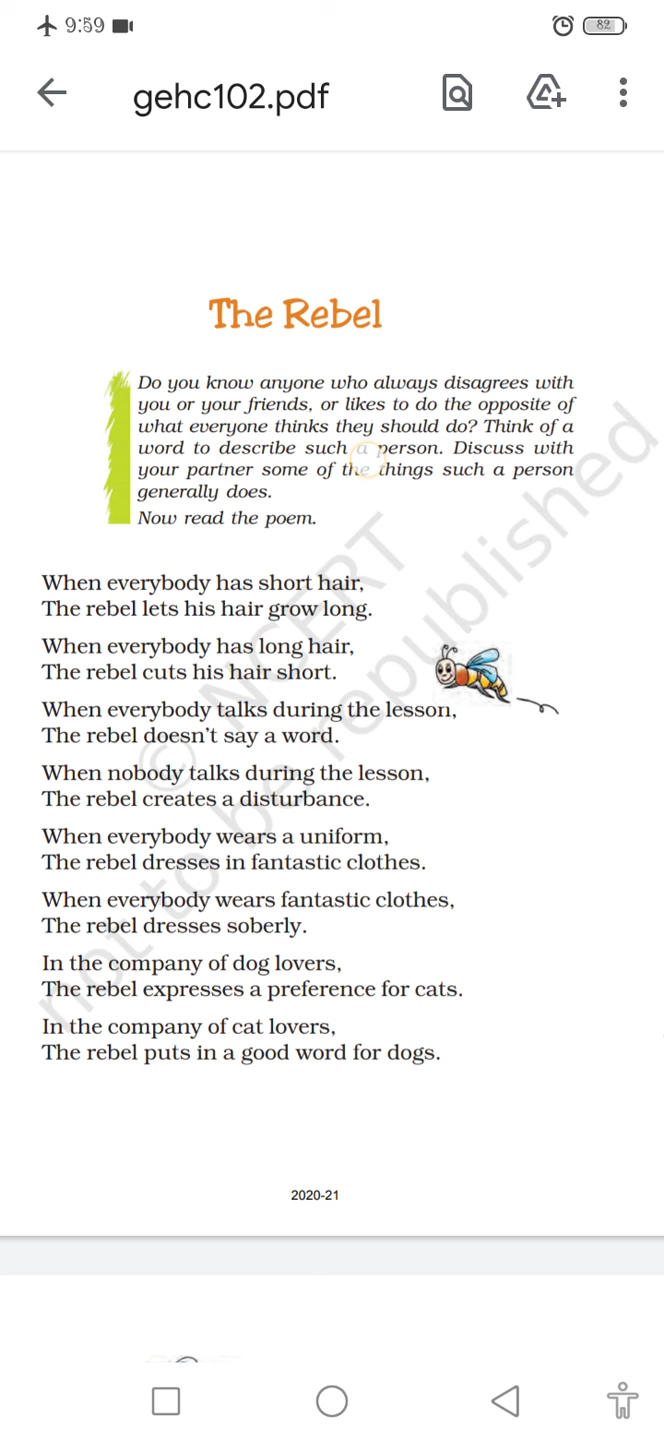 9:59
82
gehc102.pdf
The Rebel
Do you know anyone who always disagrees with
you or your friends, or likes to do the opposite of
what everyone thinks they should do? Think of a
word to describe such a person. Discuss with
your partner some of the things such a person
generally does.
Now read the poem.
When everybody has short hair,
The rebel lets his hair grow long.
When everybody has long hair,
The rebel cuts his hair short.
When everybody talks during the lesson,
The rebel doesn't say a word.
When nobody talks during the lesson,
The rebel creates a disturbance.
When everybody wears a uniform,
The rebel dresses in fantastic clothes.
When everybody wears fantastic clothes,
The rebel dresses soberly.
In the company of dog lovers,
The rebel expresses a preference for cats.
In the company of cat lovers,
The rebel puts in a good word for dogs.
© NCERT
not to be republished
2020-21